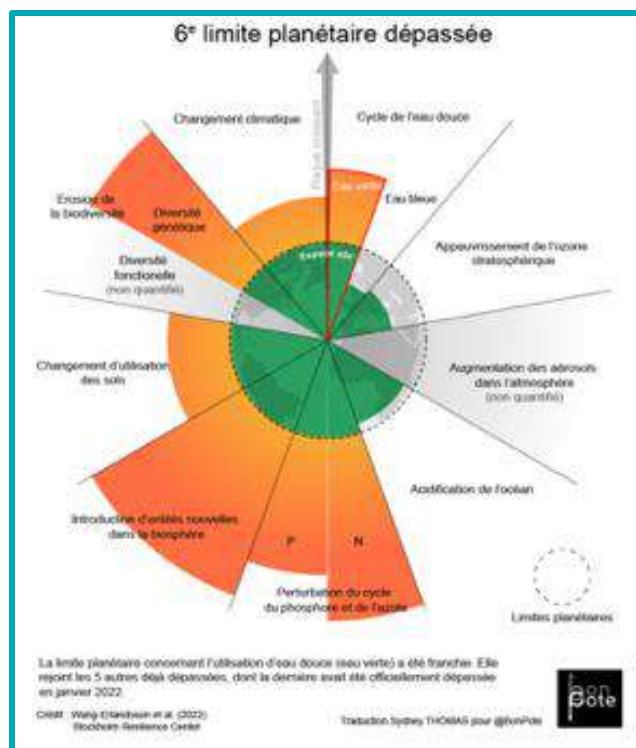 6e limite planétaire dépassée
Changement climatique
Cycle de l'eau douce
Risque croissant
Eau verte
Eau bleue
Erosion de
la biodiversité
Diversité
génétique
Espace sûr
Appauvrissement de l'ozone
stratosphérique
Diversité
fonctionelle
(non quantifié)
Changement d'utilisation
des sols
Augmentation des aérosols
dans l'atmosphère
(non quantifié)
Acidification de l'océan
Introduction d'entités nouvelles
dans la biosphère
P
N
Perturbation du cycle
du phosphore et de l'azote
Limites planétaires
La limite planétaire concernant l'utilisation d'eau douce (eau verte) a été franchie. Elle
rejoint les 5 autres déjà dépassées, dont la dernière avait été officiellement dépassée
en janvier 2022.
Crédit : Wang-Erlandsson et al. (2022)
Stockholm Resilience Center
Traduction Sydney THOMAS pour @BonPote
bon
pote